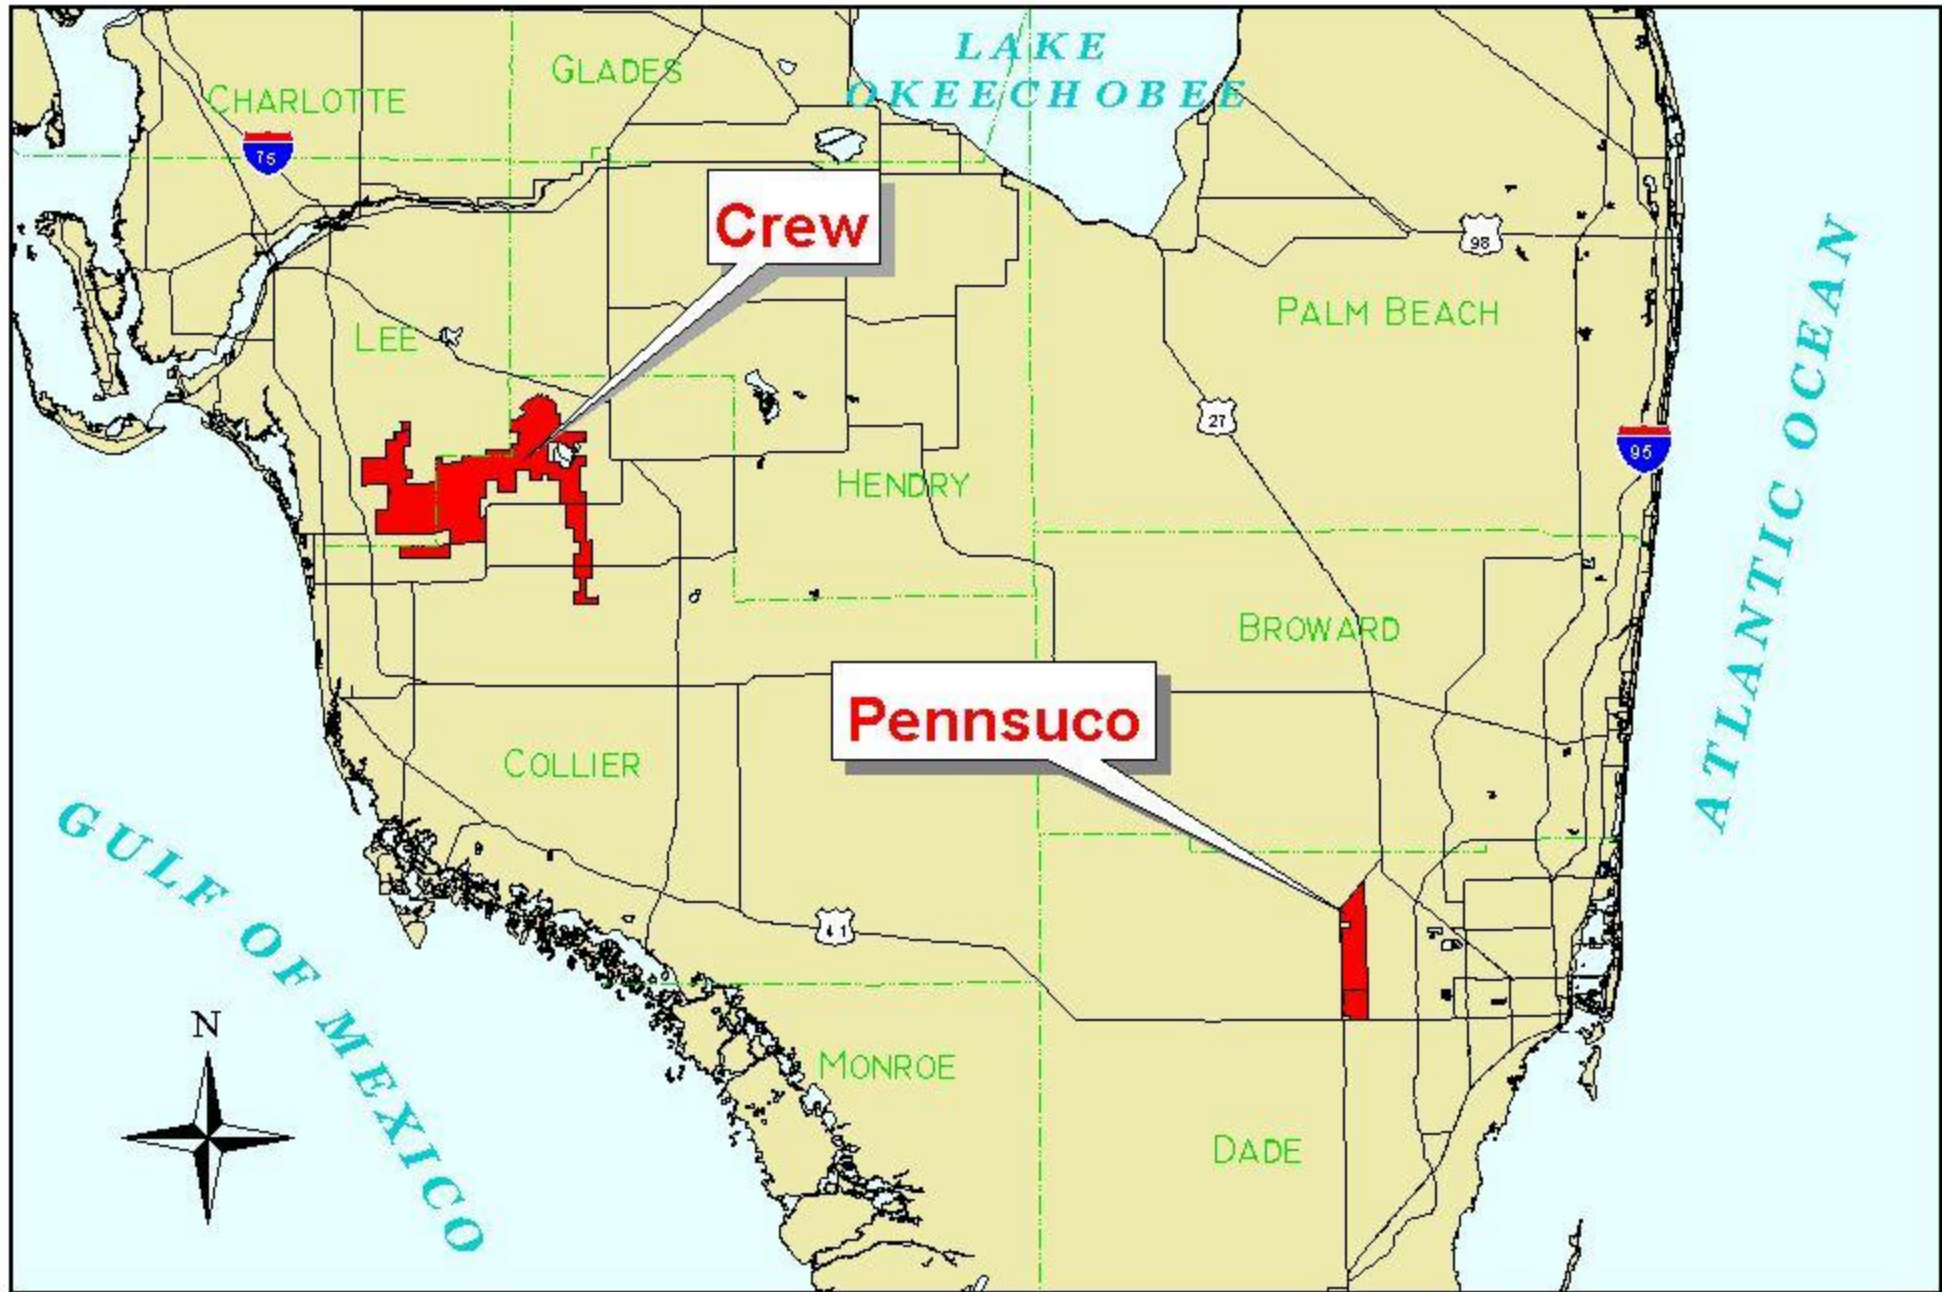 LAKE
OKEECHOBEE
GLADES
CHARLOTTE
75
Crew
98
PALM BEACH
LEE
27
95
ATLANTIC OCEAN
HENDRY
BROWARD
Pennsuco
COLLIER
GULF OF MEXICO
41
N
MONROE
DADE